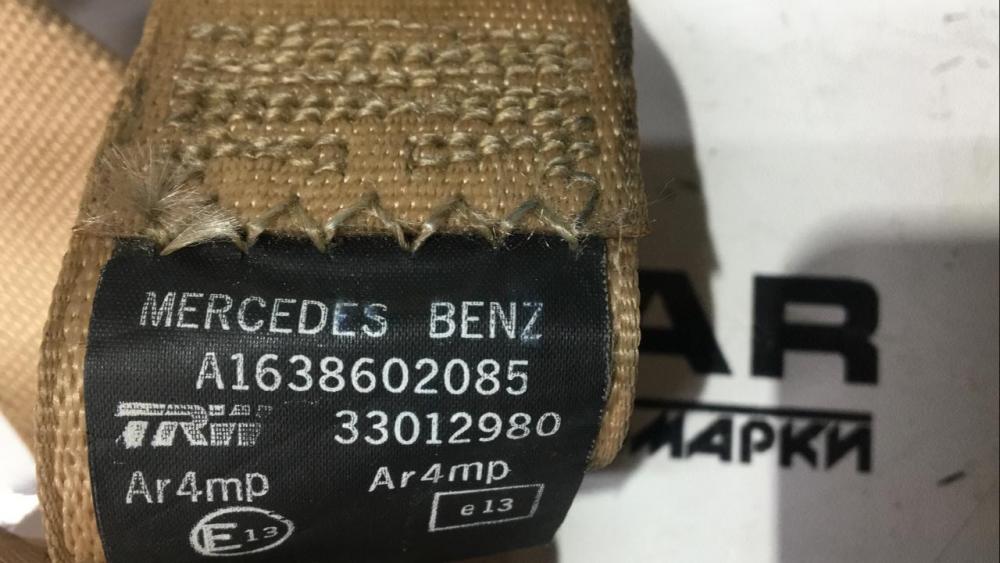 MERCEDES BENZ
A1638602085
TRW 33012980
Ar4mp Ar4mp
E13 e13
AR
МАРКИ